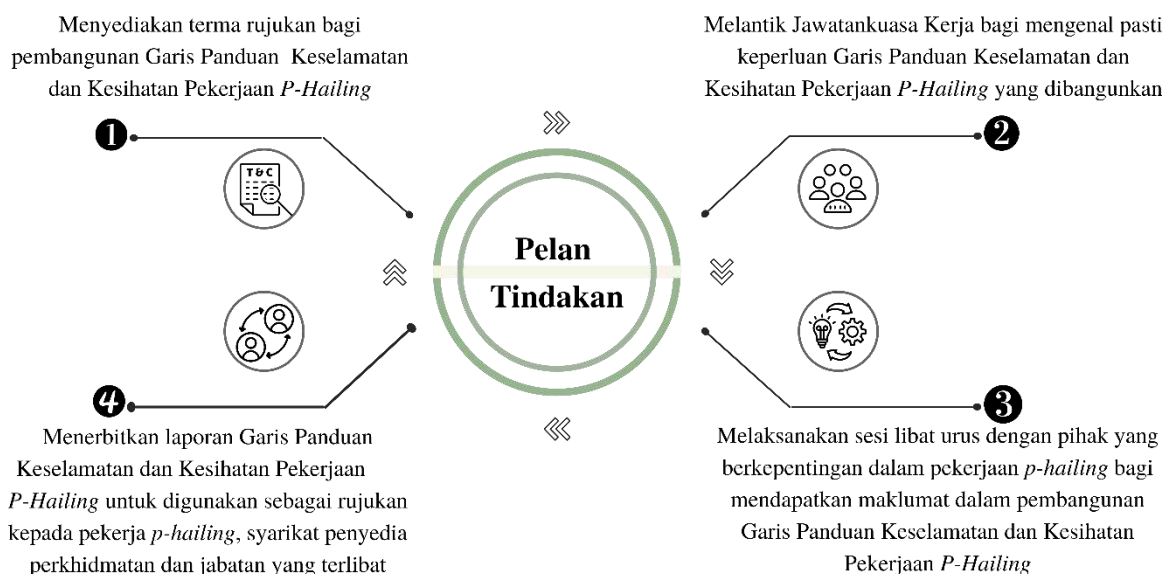 Menyediakan terma rujukan bagi
pembangunan Garis Panduan Keselamatan
dan Kesihatan Pekerjaan P-Hailing
1
T&C
Melantik Jawatankuasa Kerja bagi mengenal pasti
keperluan Garis Panduan Keselamatan dan
Kesihatan Pekerjaan P-Hailing yang dibangunkan
2
Pelan
Tindakan
3
Melaksanakan sesi libat urus dengan pihak yang
berkepentingan dalam pekerjaan p-hailing bagi
mendapatkan maklumat dalam pembangunan
Garis Panduan Keselamatan dan Kesihatan
Pekerjaan P-Hailing
4
Menerbitkan laporan Garis Panduan
Keselamatan dan Kesihatan Pekerjaan
P-Hailing untuk digunakan sebagai rujukan
kepada pekerja p-hailing, syarikat penyedia
perkhidmatan dan jabatan yang terlibat